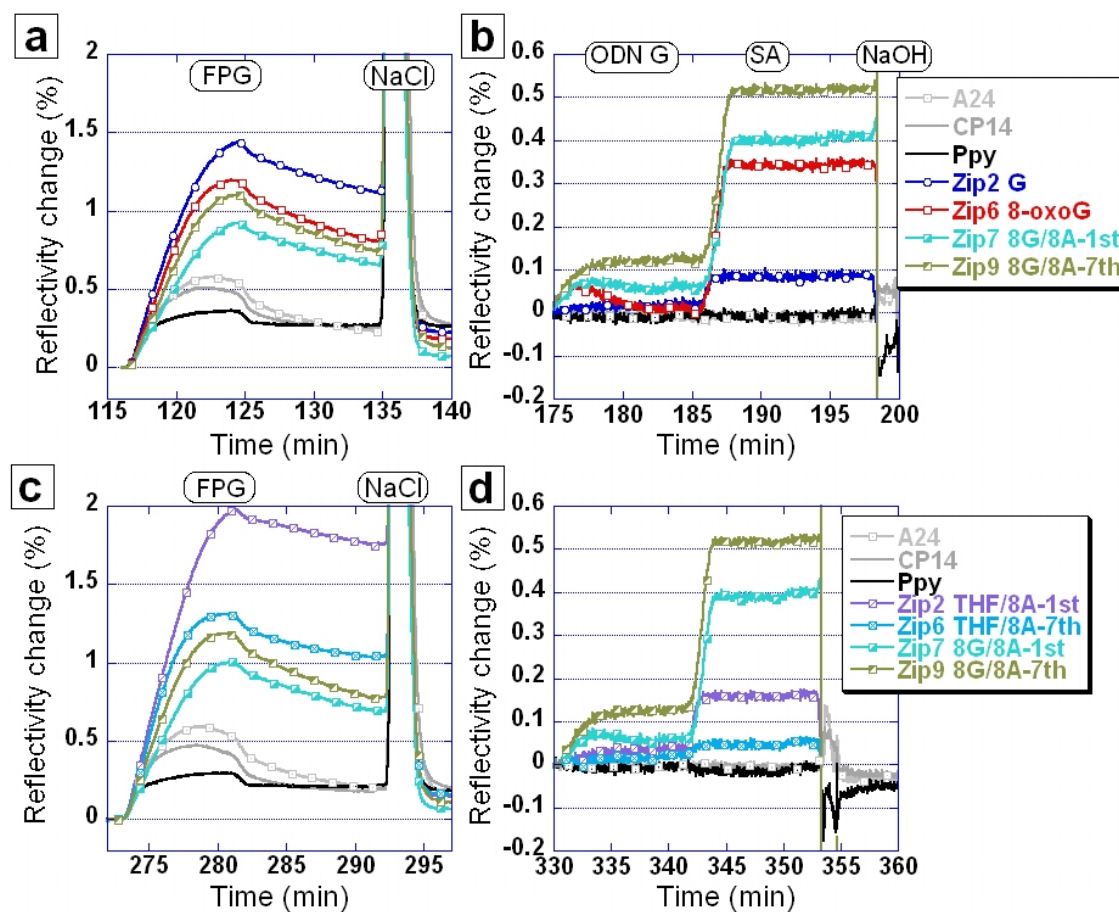 a
FPG
NaCl
Reflectivity change (%)
2
1.5
1
0.5
0
115 120 125 130 135 140
Time (min)
b
ODN G
SA
NaOH
Reflectivity change (%)
0.6
0.5
0.4
0.3
0.2
0.1
0
-0.1
-0.2
175 180 185 190 195 200
Time (min)
A24
CP14
Ppy
Zip2 G
Zip6 8-oxoG
Zip7 8G/8A-1st
Zip9 8G/8A-7th
c
FPG
NaCl
Reflectivity change (%)
2
1.5
1
0.5
0
275 280 285 290 295
Time (min)
d
Reflectivity change (%)
0.6
0.5
0.4
0.3
0.2
0.1
0
-0.1
-0.2
330 335 340 345 350 355 360
Time (min)
A24
CP14
Ppy
Zip2 THF/8A-1st
Zip6 THF/8A-7th
Zip7 8G/8A-1st
Zip9 8G/8A-7th